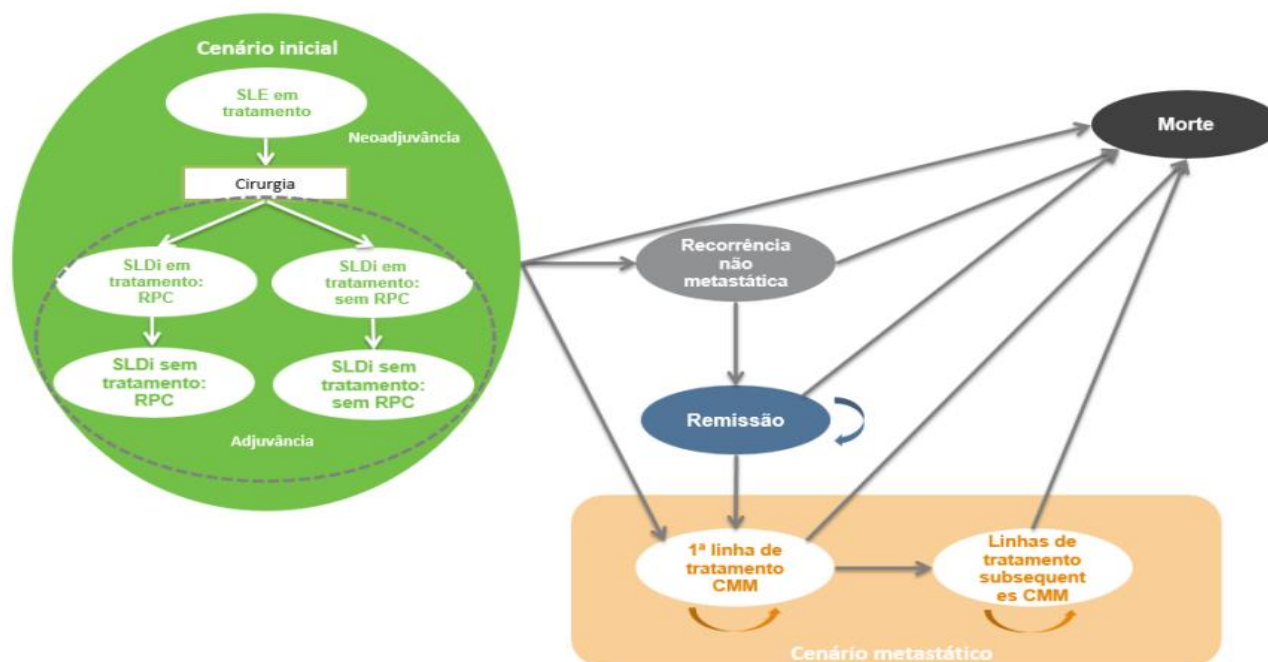 Cenário inicial
SLE em
tratamento
Neoadjuvância
Cirurgia
SLDi em
tratamento:
RPC
SLDi em
tratamento:
sem RPC
SLDi sem
tratamento:
RPC
SLDi sem
tratamento:
sem RPC
Adjuvância
Morte
Recorrência
não
metastática
Remissão
1ª linha de
tratamento
CMM
Linhas de
tratamento
subsequent
es CMM
Cenário metastático